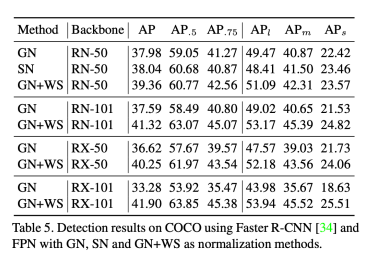 Method Backbone AP AP.5 AP.75 APl APm APs
GN RN-50 37.98 59.05 41.27 49.47 40.87 22.42
SN RN-50 38.04 60.68 40.87 48.41 41.50 23.46
GN+WS RN-50 39.36 60.77 42.56 51.09 42.31 23.57
GN RN-101 37.59 58.49 40.80 49.02 40.65 21.53
GN+WS RN-101 41.32 63.07 45.07 53.17 45.39 24.82
GN RX-50 36.62 57.67 39.57 47.57 39.03 21.73
GN+WS RX-50 40.25 61.97 43.54 52.18 43.56 24.06
GN RX-101 33.28 53.92 35.47 43.98 35.67 18.63
GN+WS RX-101 41.90 63.85 45.38 53.94 45.52 25.51
Table 5. Detection results on COCO using Faster R-CNN [34] and
FPN with GN, SN and GN+WS as normalization methods.